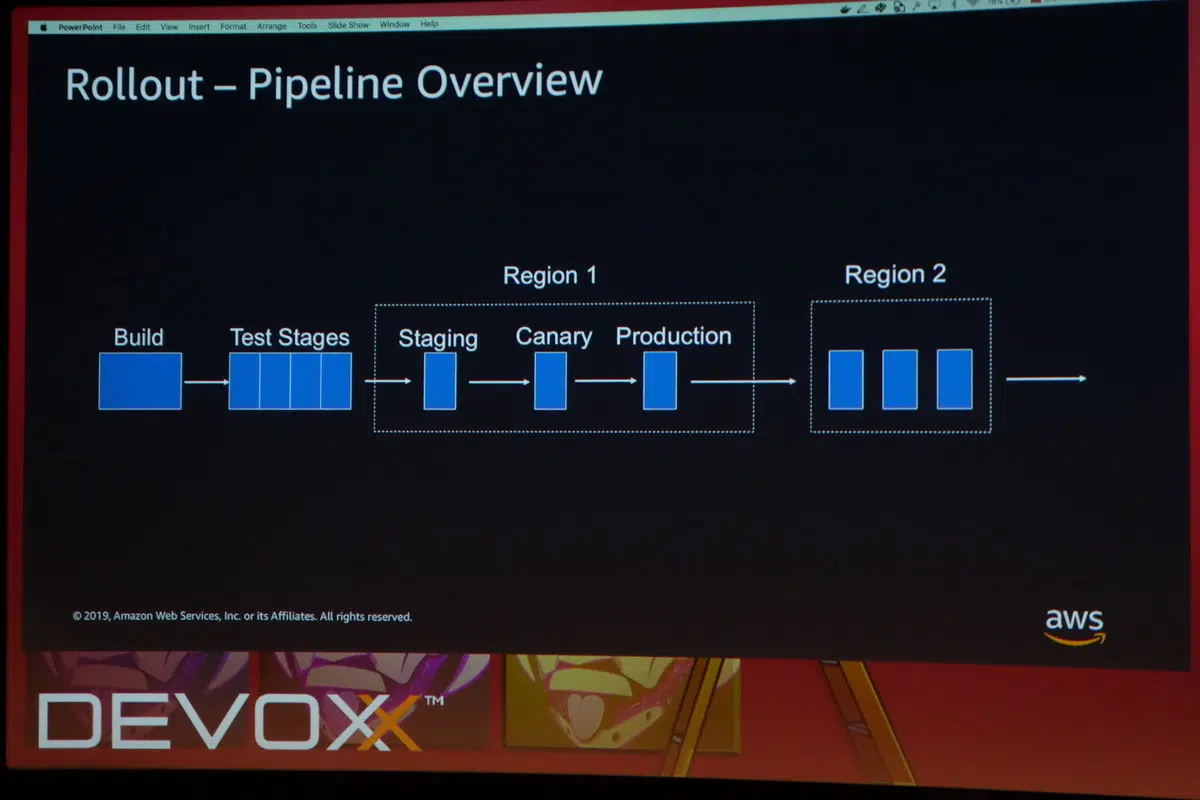 PowerPoint File Edit View Insert Format Arrange Tools Slide Show Window Help
Rollout – Pipeline Overview
Region 1
Region 2
Build
Test Stages
Staging
Canary
Production
© 2019, Amazon Web Services, Inc. or its Affiliates. All rights reserved.
aws
DEVOXX™